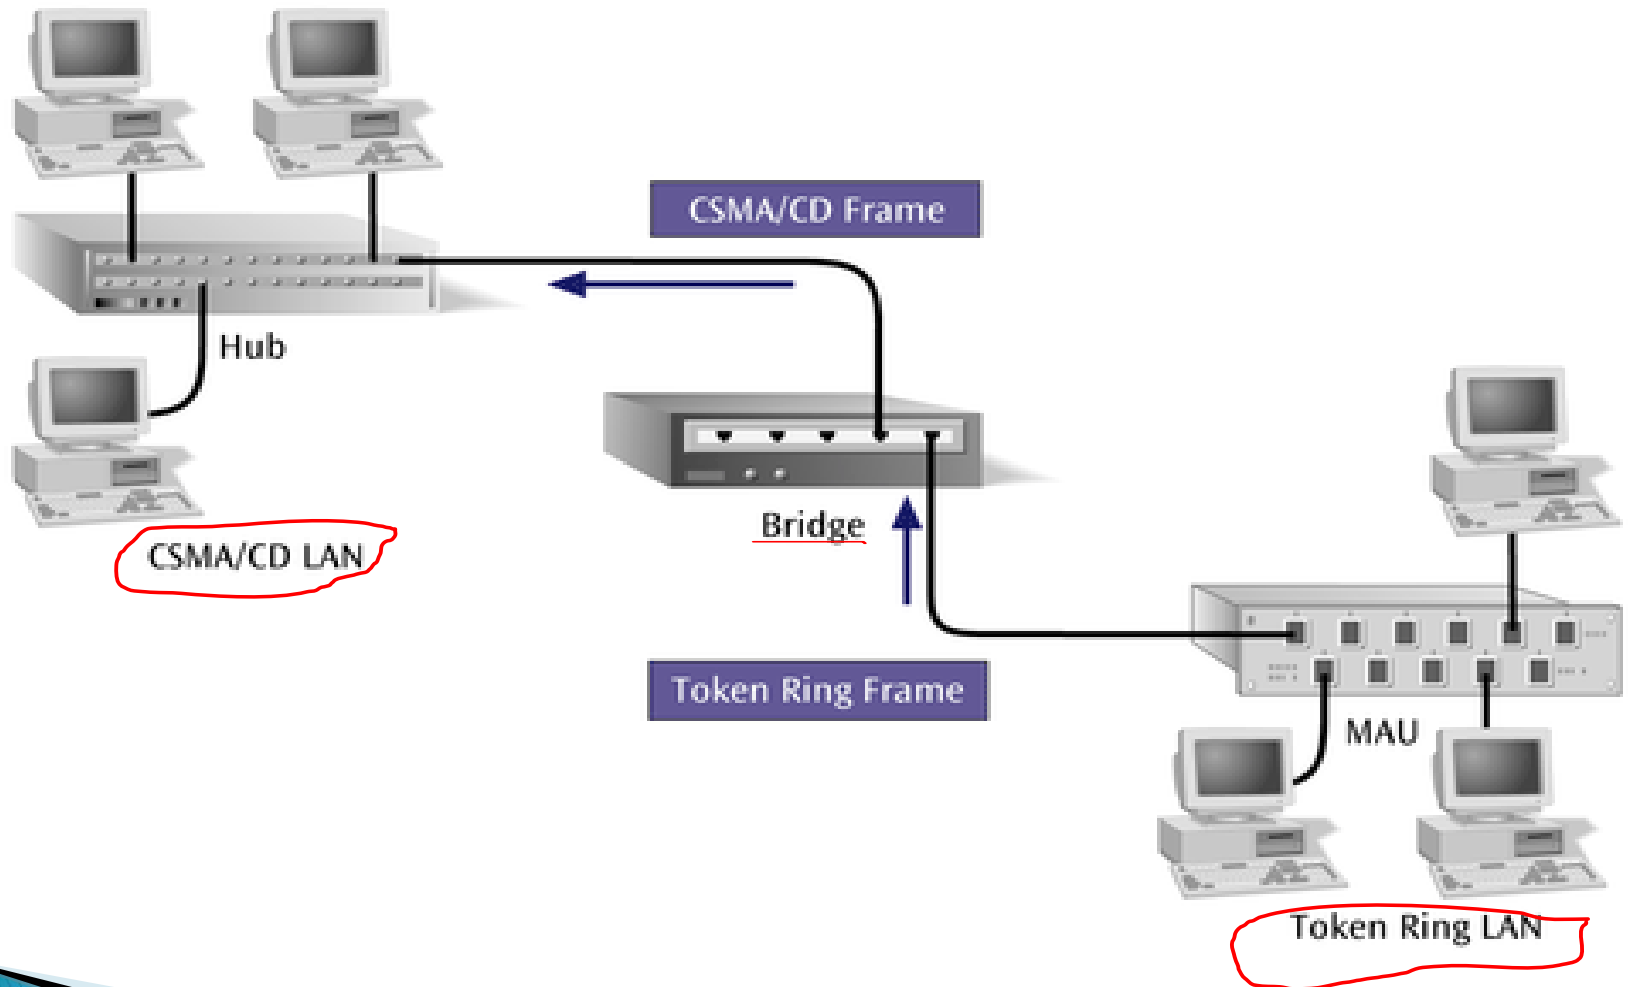 CSMA/CD Frame
Hub
Bridge
CSMA/CD LAN
Token Ring Frame
MAU
Token Ring LAN